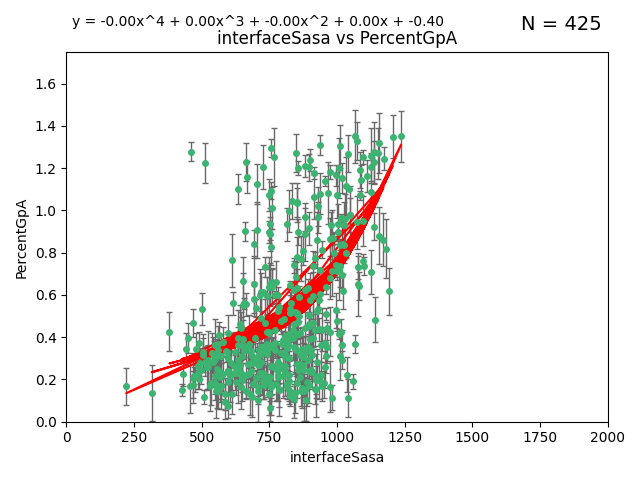 y = -0.00x^4 + 0.00x^3 + -0.00x^2 + 0.00x + -0.40
N = 425
interfaceSasa vs PercentGpA
1.6
1.4
1.2
1.0
0.8
0.6
0.4
0.2
0.0
PercentGpA
0 250 500 750 1000 1250 1500 1750 2000
interfaceSasa